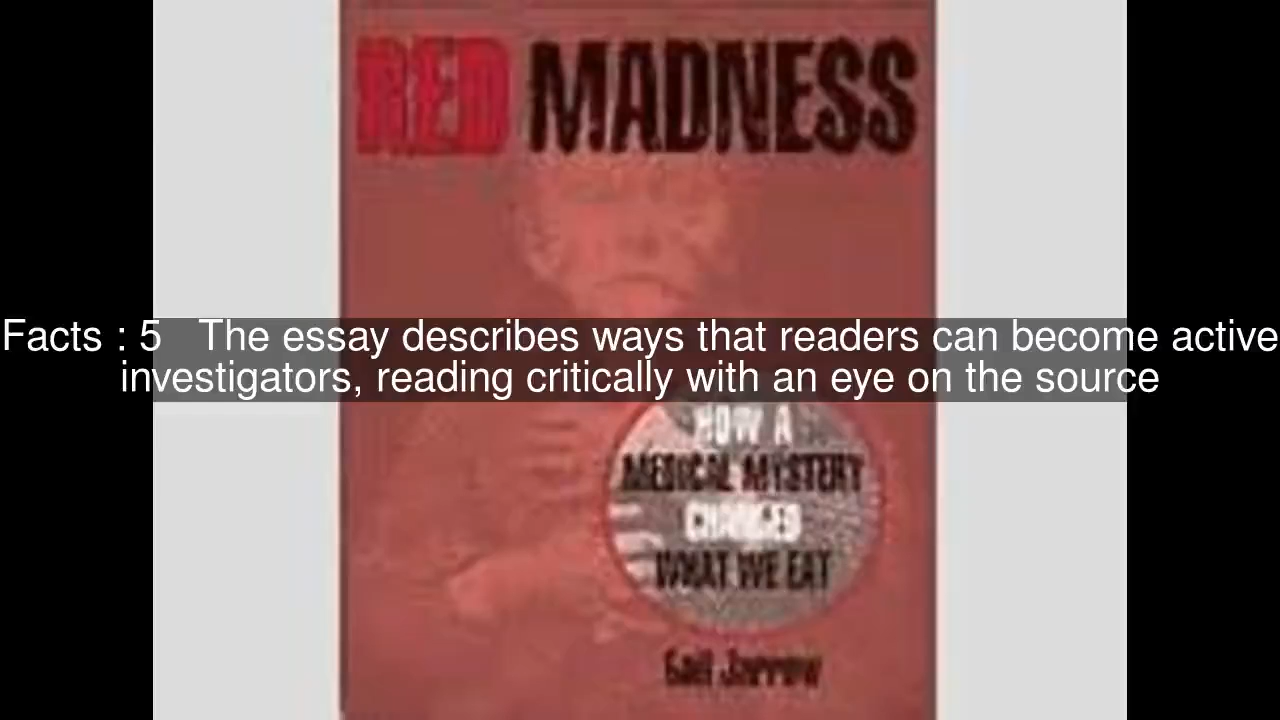 RED MADNESS
Facts : 5   The essay describes ways that readers can become active
investigators, reading critically with an eye on the source
HOW A
MEDICAL MYSTERY
CHANGED
WHAT WE EAT
Gail Jarrow